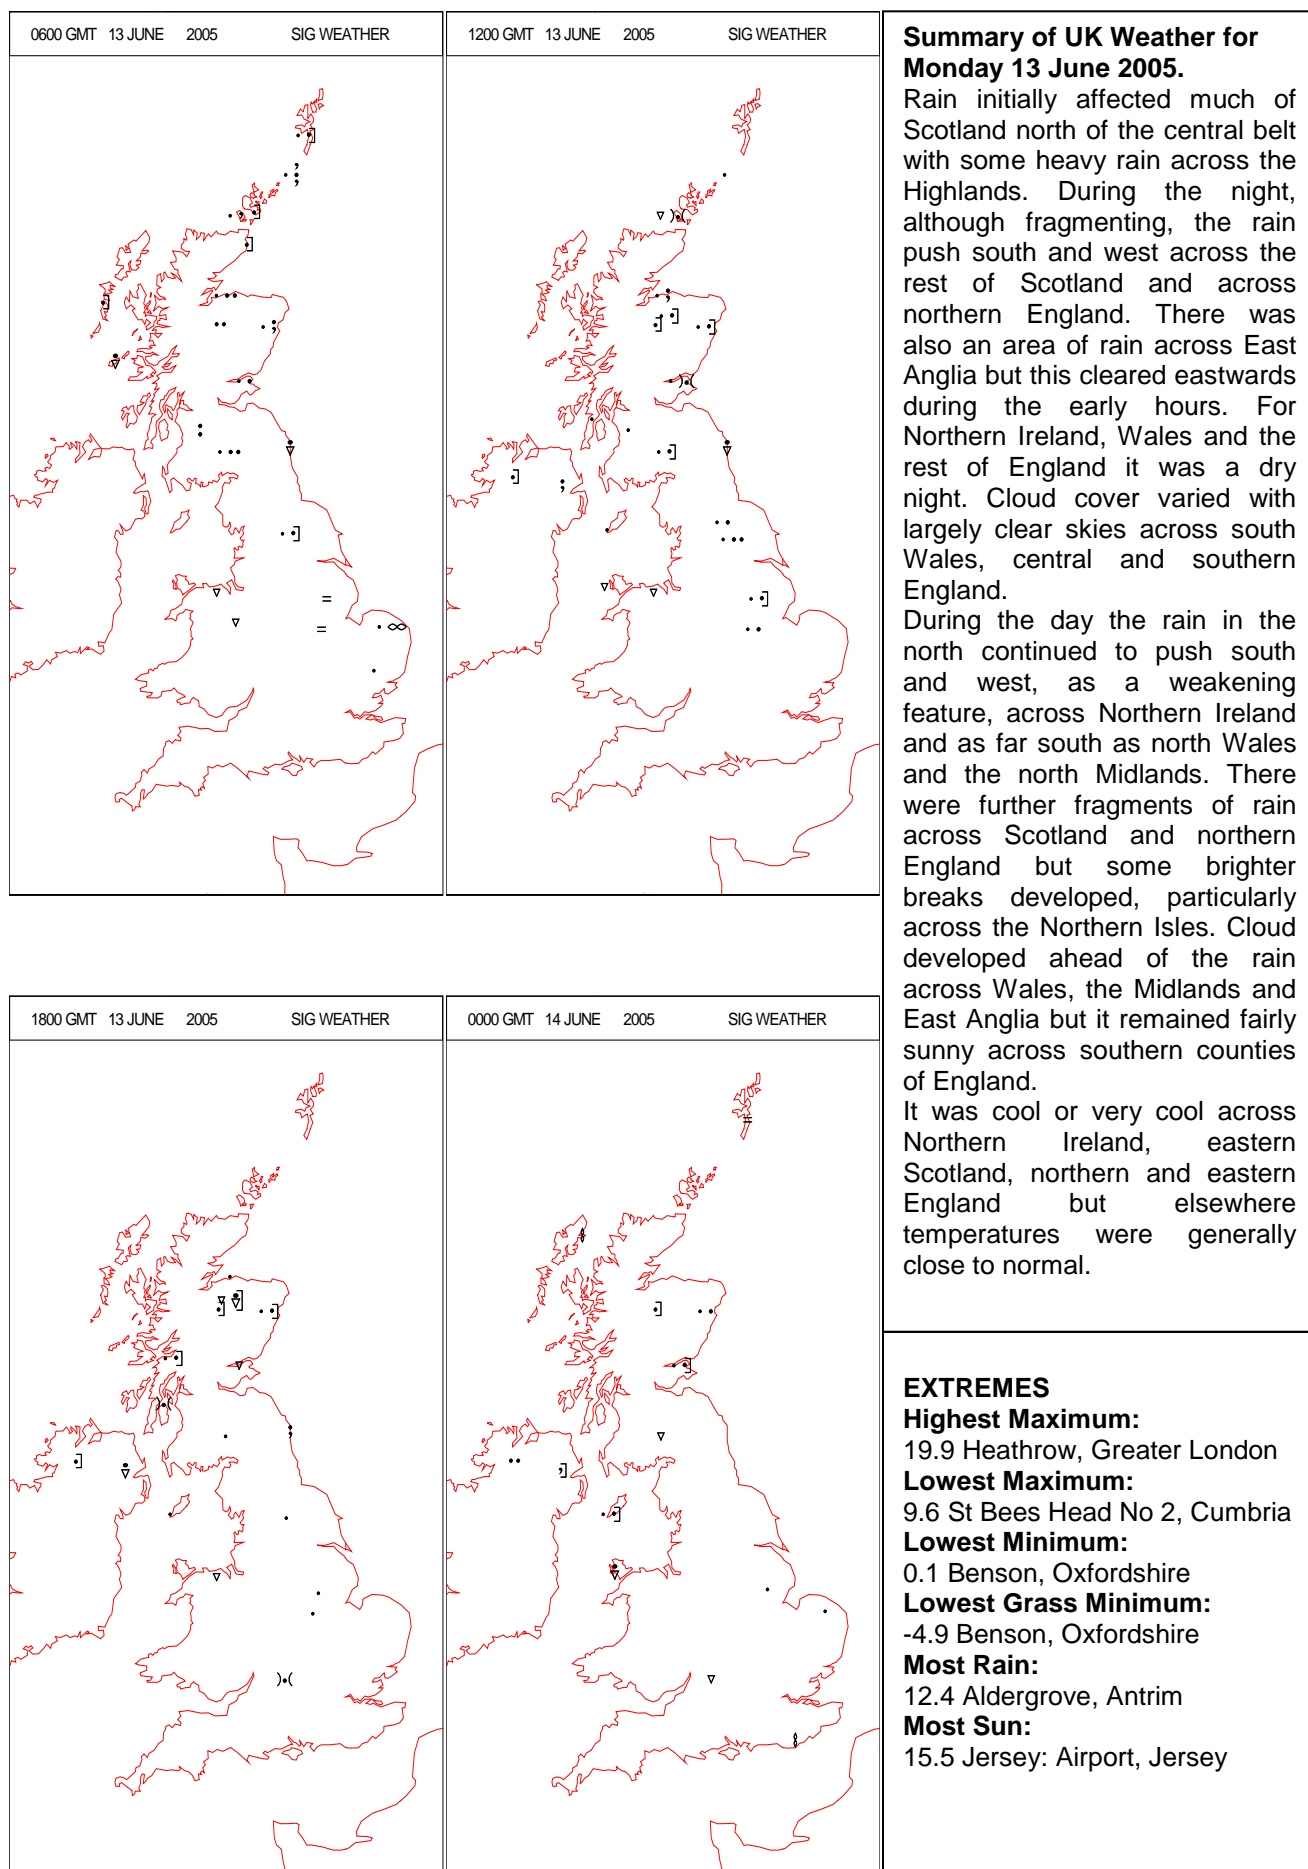 0600 GMT 13 JUNE 2005 SIG WEATHER
1200 GMT 13 JUNE 2005 SIG WEATHER
1800 GMT 13 JUNE 2005 SIG WEATHER
0000 GMT 14 JUNE 2005 SIG WEATHER
Summary of UK Weather for
Monday 13 June 2005.
Rain initially affected much of
Scotland north of the central belt
with some heavy rain across the
Highlands. During the night,
although fragmenting, the rain
push south and west across the
rest of Scotland and across
northern England. There was
also an area of rain across East
Anglia but this cleared eastwards
during the early hours. For
Northern Ireland, Wales and the
rest of England it was a dry
night. Cloud cover varied with
largely clear skies across south
Wales, central and southern
England.
During the day the rain in the
north continued to push south
and west, as a weakening
feature, across Northern Ireland
and as far south as north Wales
and the north Midlands. There
were further fragments of rain
across Scotland and northern
England but some brighter
breaks developed, particularly
across the Northern Isles. Cloud
developed ahead of the rain
across Wales, the Midlands and
East Anglia but it remained fairly
sunny across southern counties
of England.
It was cool or very cool across
Northern Ireland, eastern
Scotland, northern and eastern
England but elsewhere
temperatures were generally
close to normal.
EXTREMES
Highest Maximum:
19.9 Heathrow, Greater London
Lowest Maximum:
9.6 St Bees Head No 2, Cumbria
Lowest Minimum:
0.1 Benson, Oxfordshire
Lowest Grass Minimum:
-4.9 Benson, Oxfordshire
Most Rain:
12.4 Aldergrove, Antrim
Most Sun:
15.5 Jersey: Airport, Jersey